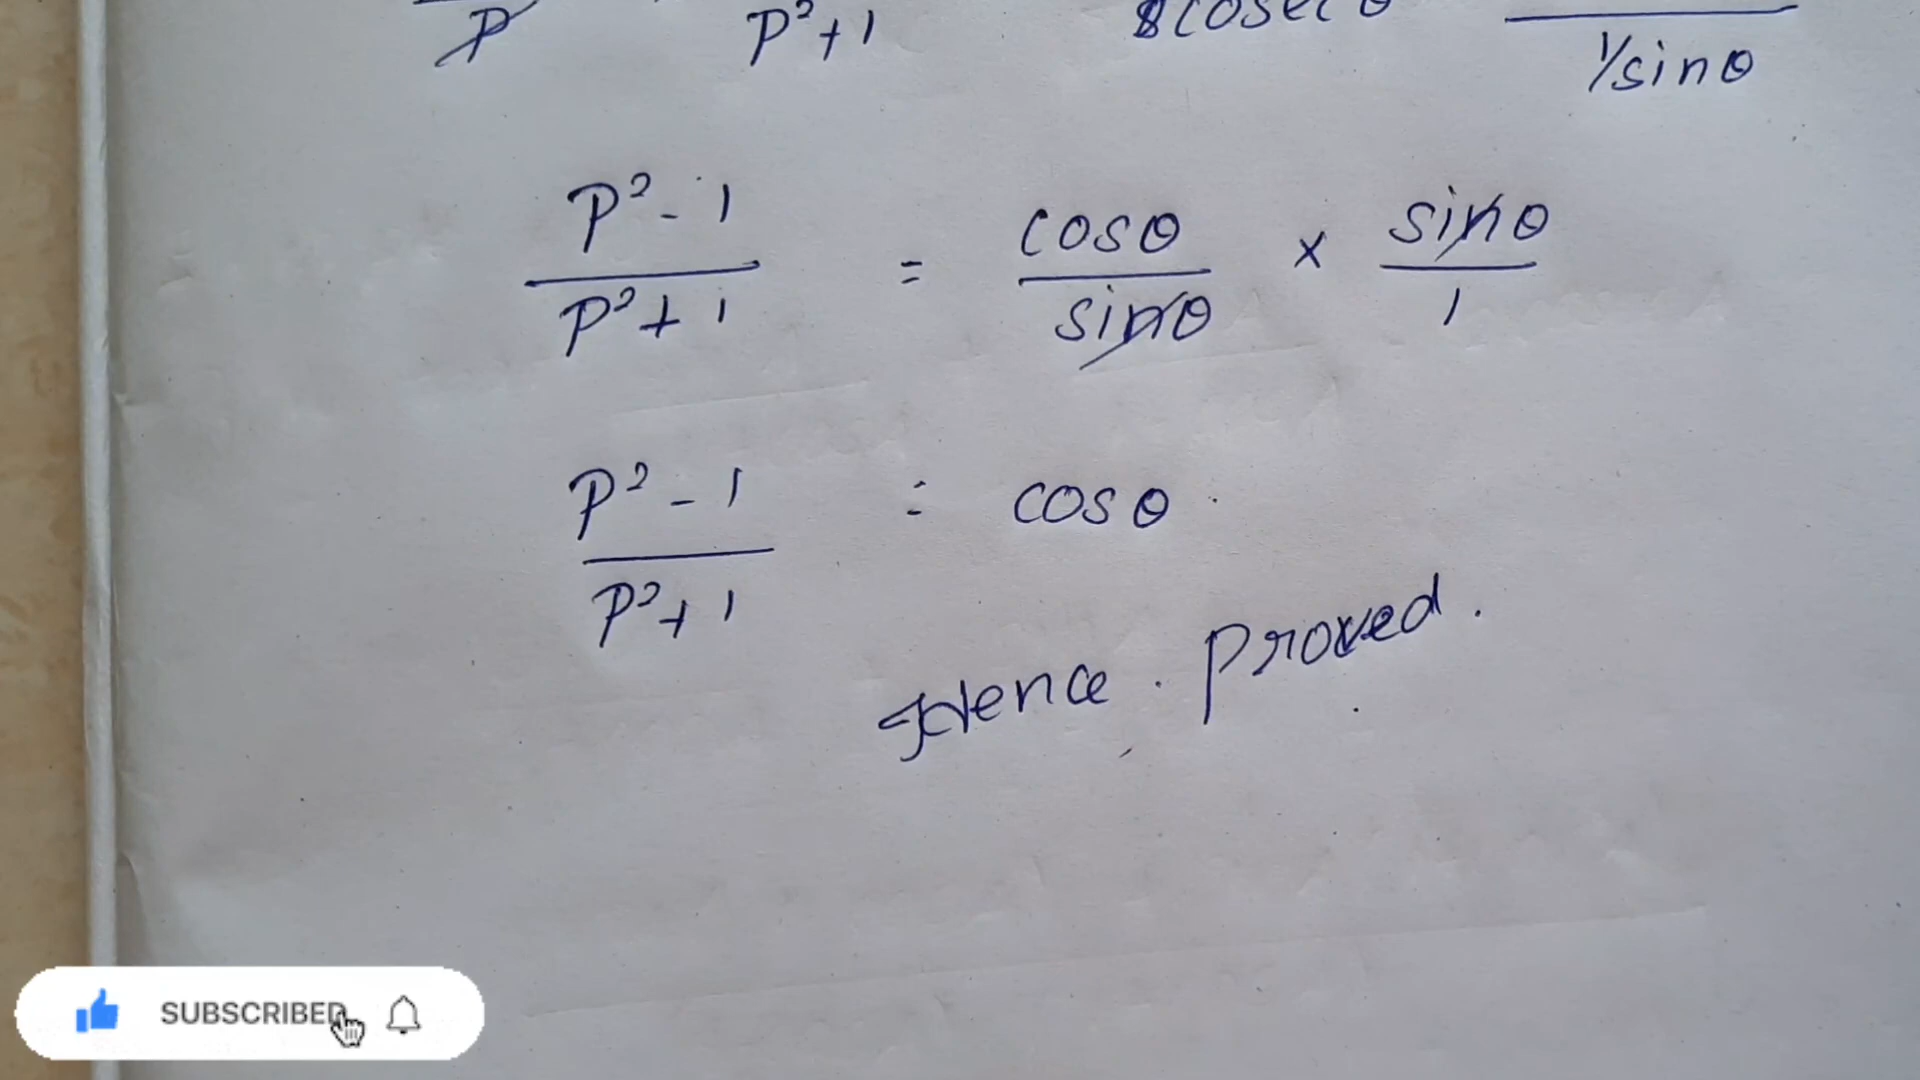 P P²+1 cosecθ 1/sinθ
P²-1 / P²+1 = cosθ / sinθ × sinθ / 1
P²-1 / P²+1 = cosθ
Hence proved.
SUBSCRIBED